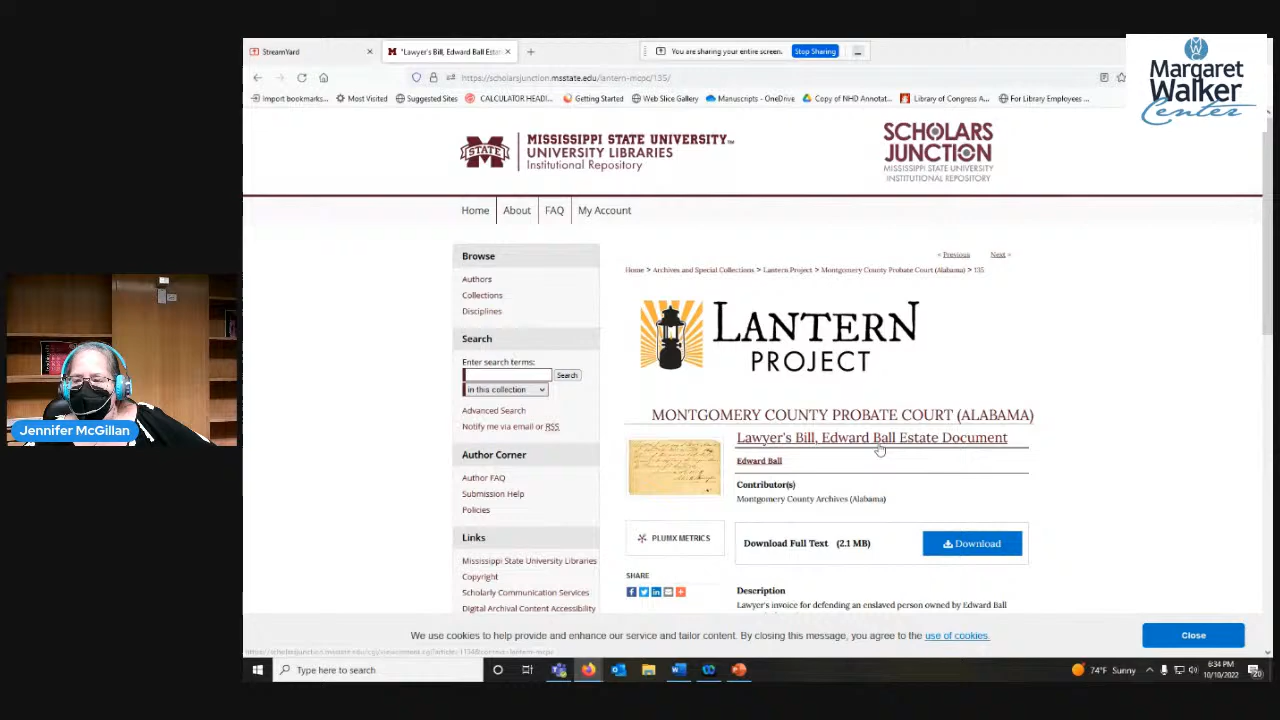 StreamYard
"Lawyer's Bill, Edward Ball Estat
You are sharing your entire screen.
Stop Sharing
https://scholarsjunction.msstate.edu/lantern-mcpc/135/
Import bookmarks...
Most Visited
Suggested Sites
CALCULATOR HEADI...
Getting Started
Web Slice Gallery
Manuscripts - OneDrive
Copy of NHD Annotat...
Library of Congress A...
For Library Employees ...
Margaret
Walker
Center
STATE
MISSISSIPPI STATE UNIVERSITY™
UNIVERSITY LIBRARIES
Institutional Repository
SCHOLARS
JUNCTION
MISSISSIPPI STATE UNIVERSITY
INSTITUTIONAL REPOSITORY
Home
About
FAQ
My Account
Browse
Authors
Collections
Disciplines
Search
Enter search terms:
Search
in this collection
Advanced Search
Notify me via email or RSS
Author Corner
Author FAQ
Submission Help
Policies
Links
Mississippi State University Libraries
Copyright
Scholarly Communication Services
Digital Archival Content Accessibility
< Previous Next >
Home > Archives and Special Collections > Lantern Project > Montgomery County Probate Court (Alabama) > 135
LANTERN
PROJECT
MONTGOMERY COUNTY PROBATE COURT (ALABAMA)
Lawyer's Bill, Edward Ball Estate Document
Edward Ball
Contributor(s)
Montgomery County Archives (Alabama)
PLUMX METRICS
Download Full Text (2.1 MB)
Download
SHARE
Description
Lawyer's invoice for defending an enslaved person owned by Edward Ball
We use cookies to help provide and enhance our service and tailor content. By closing this message, you agree to the use of cookies.
Close
Jennifer McGillan
Type here to search
74°F Sunny
6:34 PM
10/10/2022
20